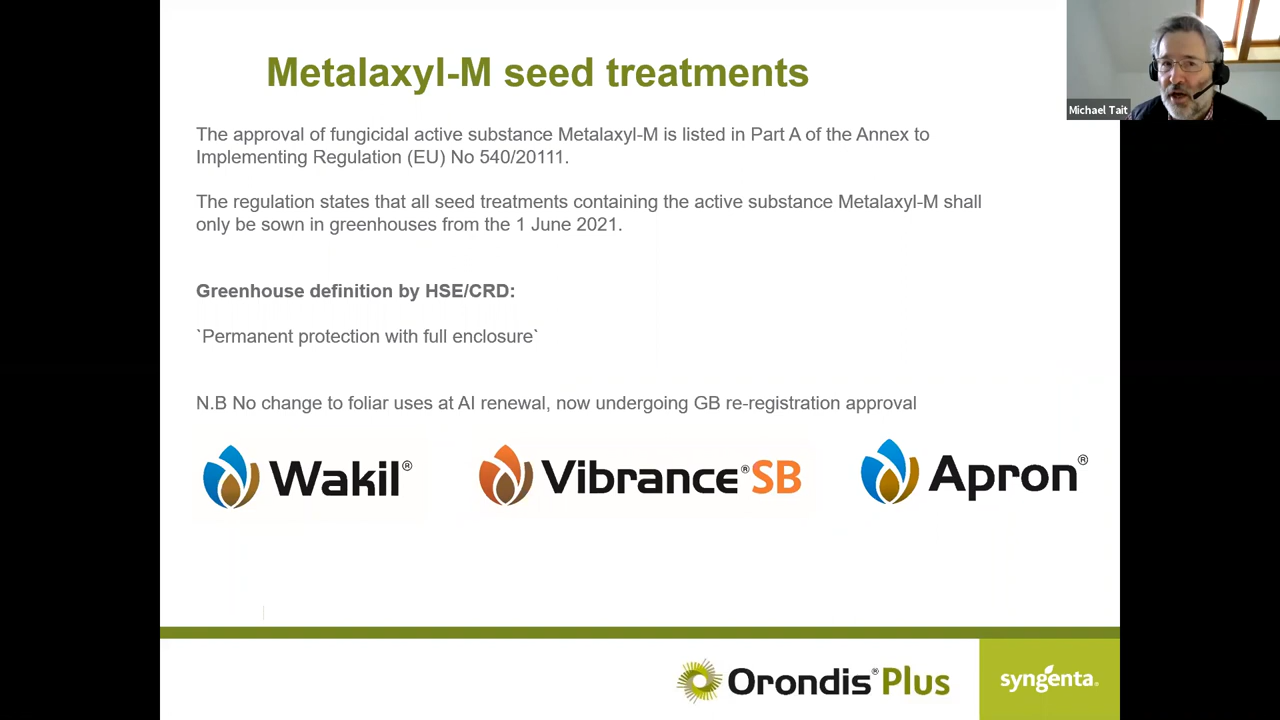 Metalaxyl-M seed treatments
Michael Tait
The approval of fungicidal active substance Metalaxyl-M is listed in Part A of the Annex to
Implementing Regulation (EU) No 540/20111.
The regulation states that all seed treatments containing the active substance Metalaxyl-M shall
only be sown in greenhouses from the 1 June 2021.
Greenhouse definition by HSE/CRD:
`Permanent protection with full enclosure`
N.B No change to foliar uses at AI renewal, now undergoing GB re-registration approval
Wakil®
Vibrance®SB
Apron®
Orondis®Plus
syngenta®